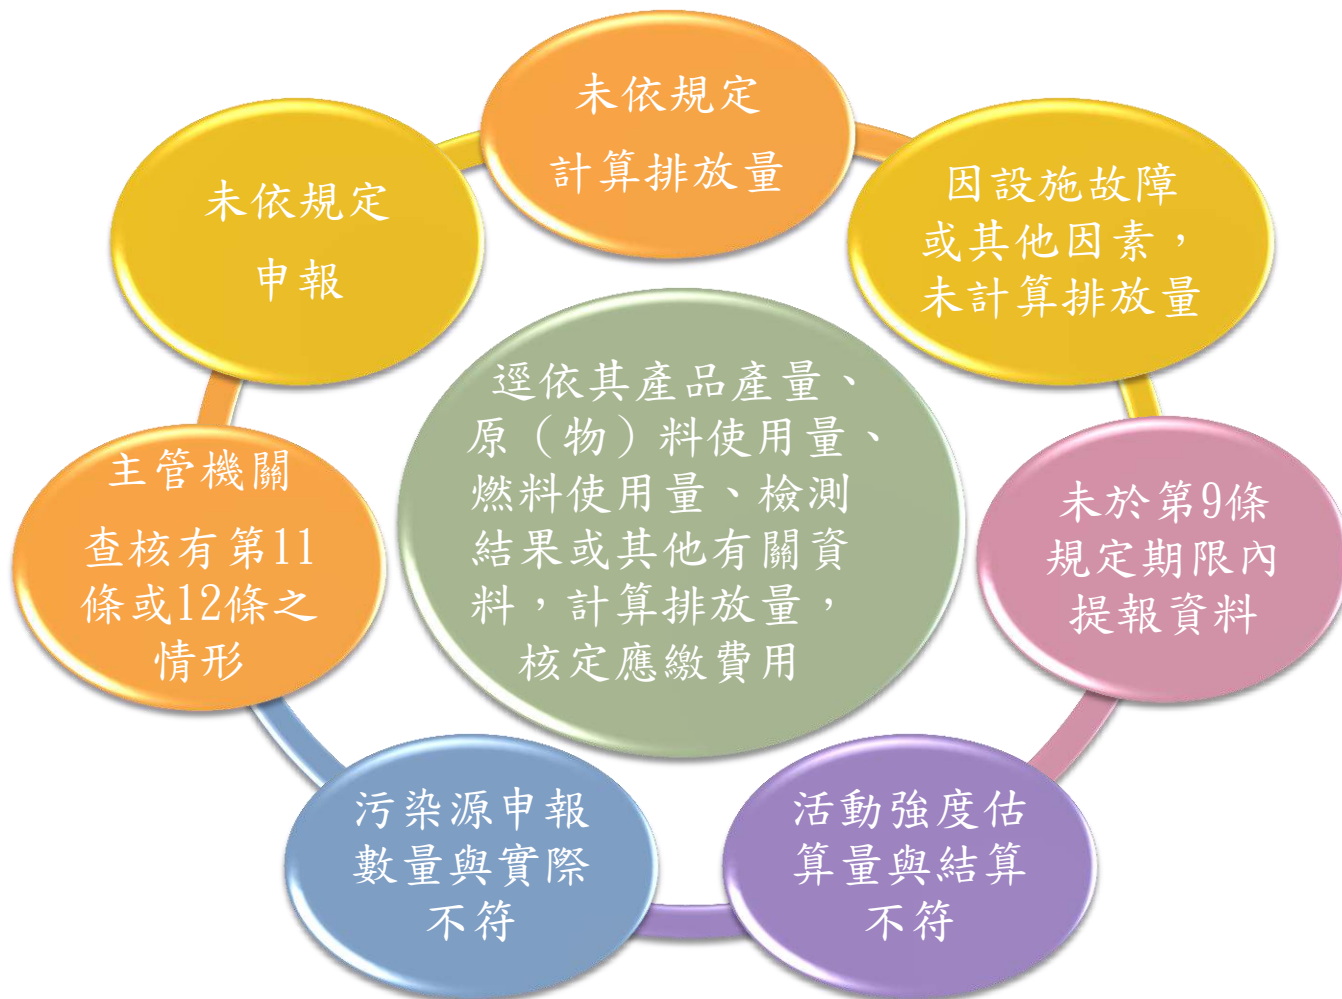 未依規定
計算排放量
因設施故障
或其他因素，
未計算排放量
未於第9條
規定期限內
提報資料
活動強度估
算量與結算
不符
污染源申報
數量與實際
不符
主管機關
查核有第11
條或12條之
情形
未依規定
申報
逕依其產品產量、
原（物）料使用量、
燃料使用量、檢測
結果或其他有關資
料，計算排放量，
核定應繳費用